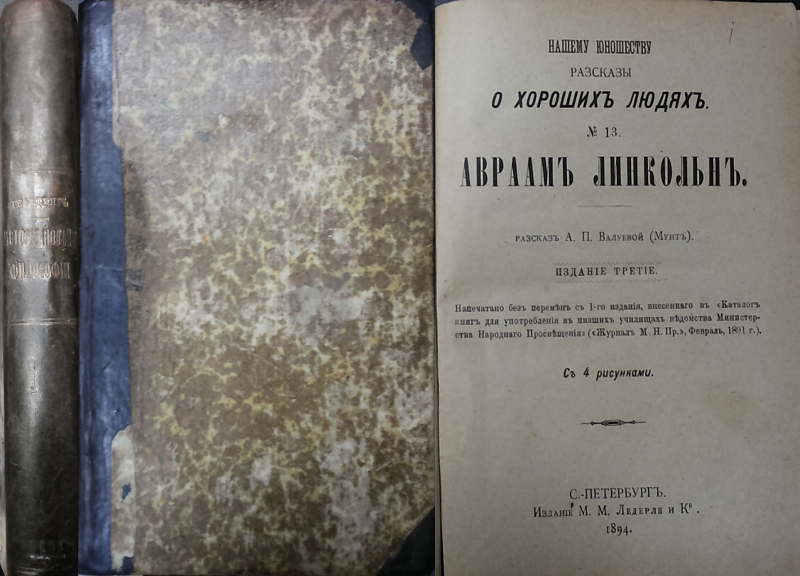 НАШЕМУ ЮНОШЕСТВУ
РАЗСКАЗЫ
О ХОРОШИХЪ ЛЮДЯХЪ.
№ 13.
АВРААМЪ ЛИНКОЛЬНЪ.
РАЗСКАЗЪ А. П. ВАЛУЕВОЙ (МУНТЪ).
ИЗДАНІЕ ТРЕТІЕ.
Напечатано безъ перемѣнъ съ 1-го изданія, внесеннаго въ «Каталогъ
книгъ для употребленія въ низшихъ училищахъ вѣдомства Министер-
ства Народнаго Просвѣщенія» («Журналъ М. Н. Пр.», Февраль, 1891 г.).
Съ 4 рисунками.
С.-ПЕТЕРБУРГЪ.
ИЗДАНІЕ М. М. ЛЕДЕРЛЕ И Кº.
1894.